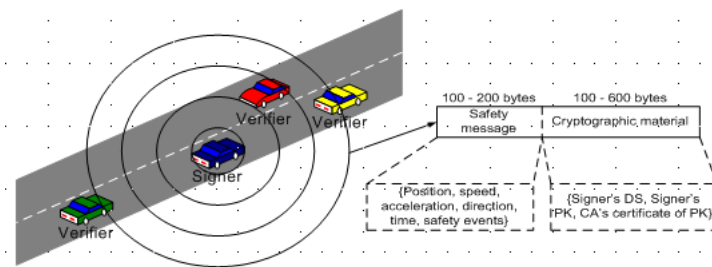 Verifier
Verifier
Signer
Verifier
100 - 200 bytes
100 - 600 bytes
Safety
message
Cryptographic material
{Position, speed,
acceleration, direction,
time, safety events}
{Signer's DS, Signer's
PK, CA's certificate of PK}